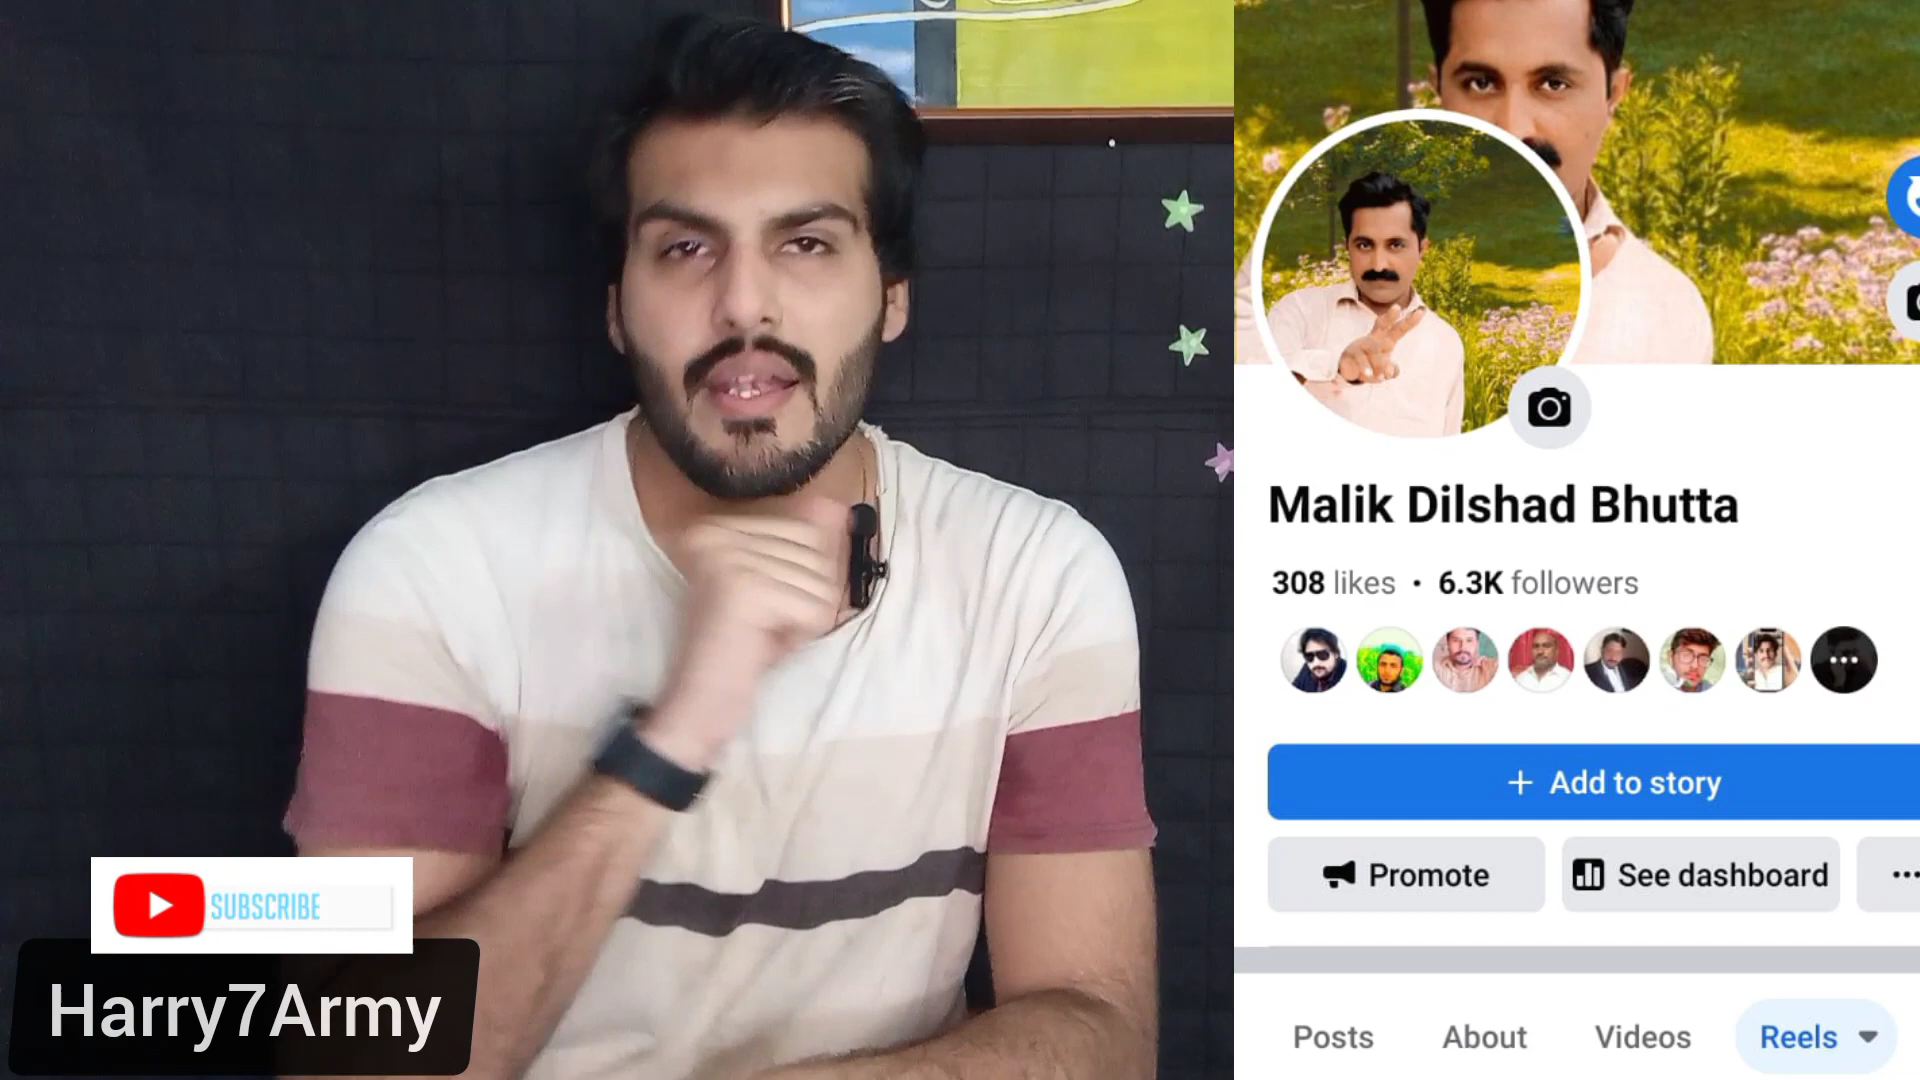 SUBSCRIBE
Harry7Army
Malik Dilshad Bhutta
308 likes • 6.3K followers
+ Add to story
Promote
See dashboard
Posts
About
Videos
Reels